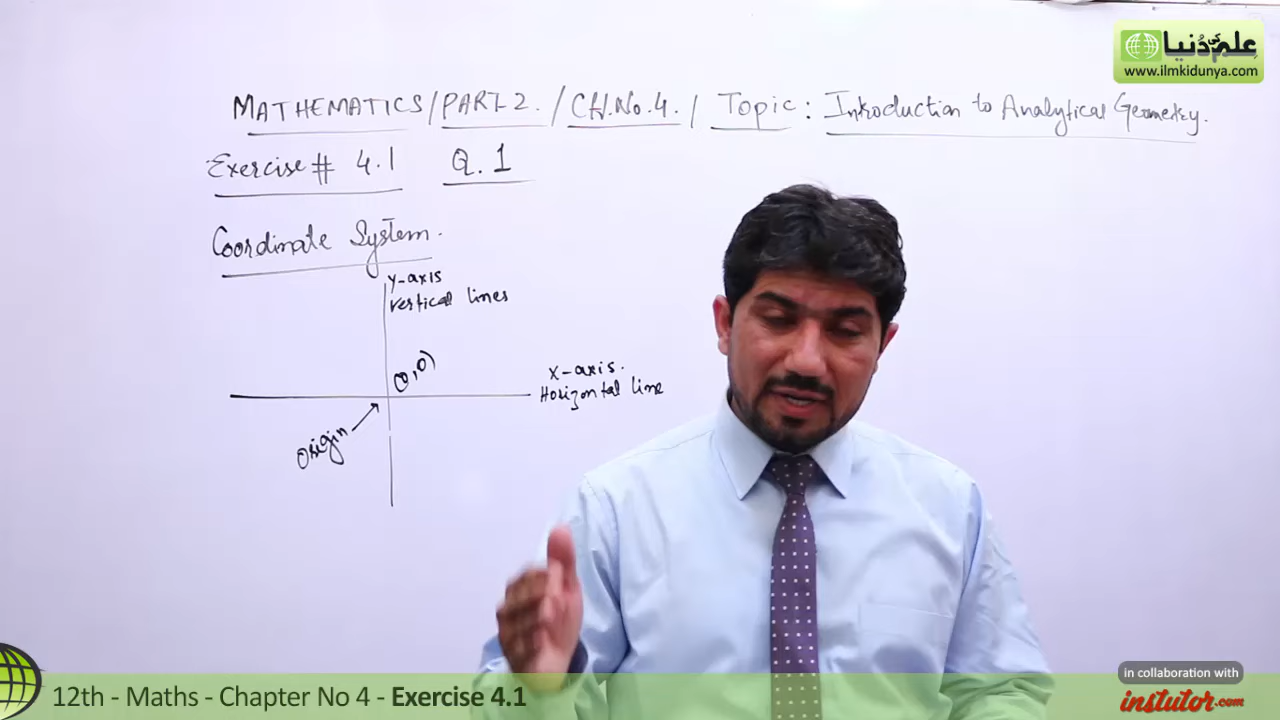 علم کی دُنیا
www.ilmkidunya.com
MATHEMATICS/PART-2. / CH.No.4. / Topic: Introduction to Analytical Geometry.
Exercise# 4.1 Q.1
Coordinate System.
y-axis
Vertical lines
(0,0)
x-axis.
Horizontal line
Origin
in collaboration with
12th - Maths - Chapter No 4 - Exercise 4.1
instutor.com